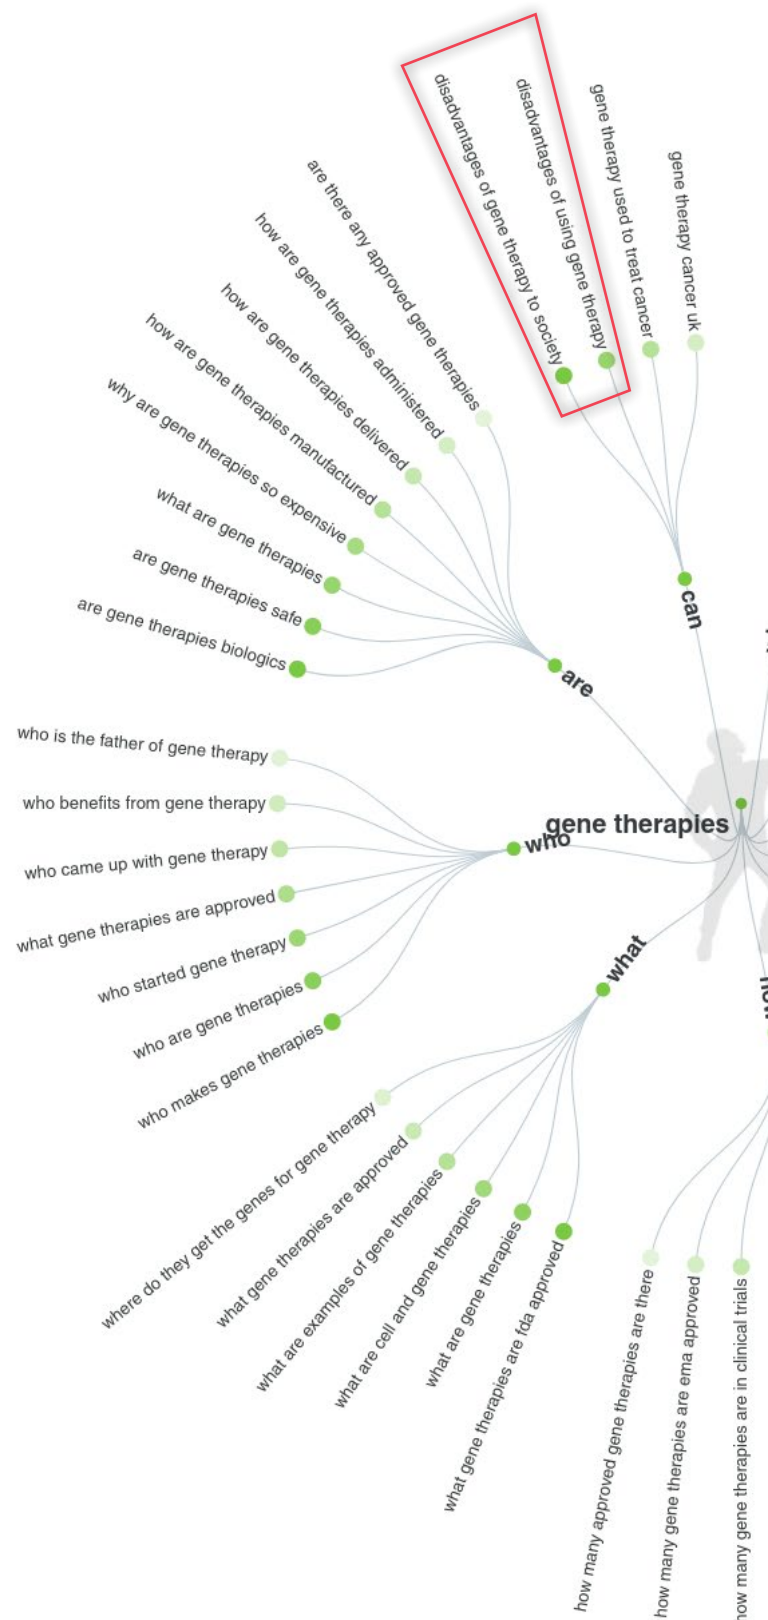 disadvantages of gene therapy to society
disadvantages of using gene therapy
gene therapy used to treat cancer
gene therapy cancer uk
can
are there any approved gene therapies
how are gene therapies administered
how are gene therapies delivered
how are gene therapies manufactured
why are gene therapies so expensive
what are gene therapies
are gene therapies safe
are gene therapies biologics
are
who is the father of gene therapy
who benefits from gene therapy
who came up with gene therapy
what gene therapies are approved
who started gene therapy
who are gene therapies
who makes gene therapies
who
gene therapies
what
where do they get the genes for gene therapy
what gene therapies are approved
what are examples of gene therapies
what are cell and gene therapies
what are gene therapies
what gene therapies are fda approved
how many approved gene therapies are there
how many gene therapies are ema approved
many gene therapies are in clinical trials